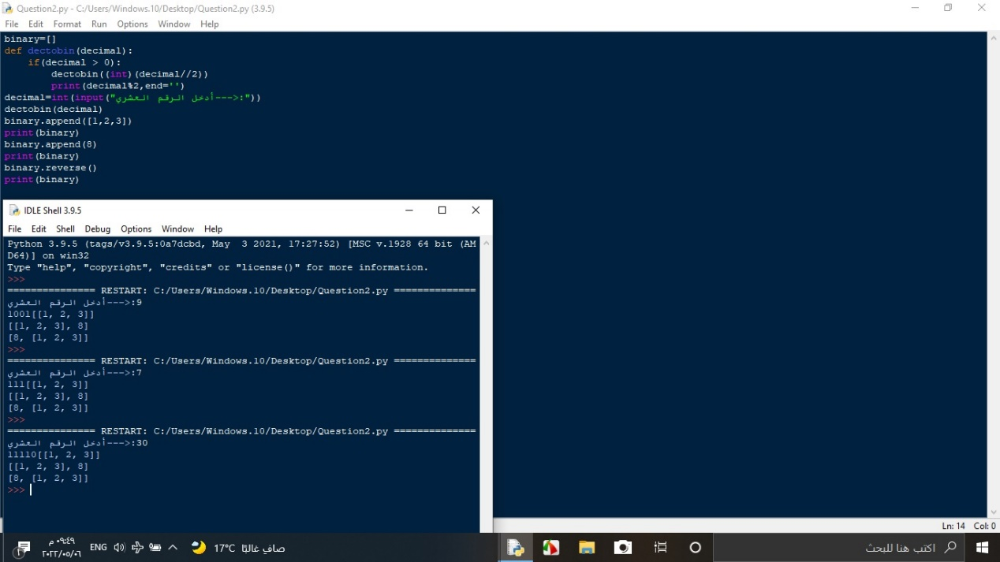 Question2.py - C:/Users/Windows.10/Desktop/Question2.py (3.9.5)
File Edit Format Run Options Window Help
binary=[]
def dectobin(decimal):
    if(decimal > 0):
        dectobin((int)(decimal//2))
        print(decimal%2,end='')
decimal=int(input("أدخل الرقم العشري--->:"))
dectobin(decimal)
binary.append([1,2,3])
print(binary)
binary.append(8)
print(binary)
binary.reverse()
print(binary)
IDLE Shell 3.9.5
File Edit Shell Debug Options Window Help
Python 3.9.5 (tags/v3.9.5:0a7dcbd, May  3 2021, 17:27:52) [MSC v.1928 64 bit (AM
D64)] on win32
Type "help", "copyright", "credits" or "license()" for more information.
>>>
=============== RESTART: C:/Users/Windows.10/Desktop/Question2.py ==============
أدخل الرقم العشري--->:9
1001[[1, 2, 3]]
[[1, 2, 3], 8]
[8, [1, 2, 3]]
>>>
=============== RESTART: C:/Users/Windows.10/Desktop/Question2.py ==============
أدخل الرقم العشري--->:7
111[[1, 2, 3]]
[[1, 2, 3], 8]
[8, [1, 2, 3]]
>>>
=============== RESTART: C:/Users/Windows.10/Desktop/Question2.py ==============
أدخل الرقم العشري--->:30
11110[[1, 2, 3]]
[[1, 2, 3], 8]
[8, [1, 2, 3]]
>>>
Ln: 14 Col: 0
٠٩:٤٩ م
٢٠٢٢/٠٥/٠٦
ENG
17°C صافٍ غالبًا
اكتب هنا للبحث